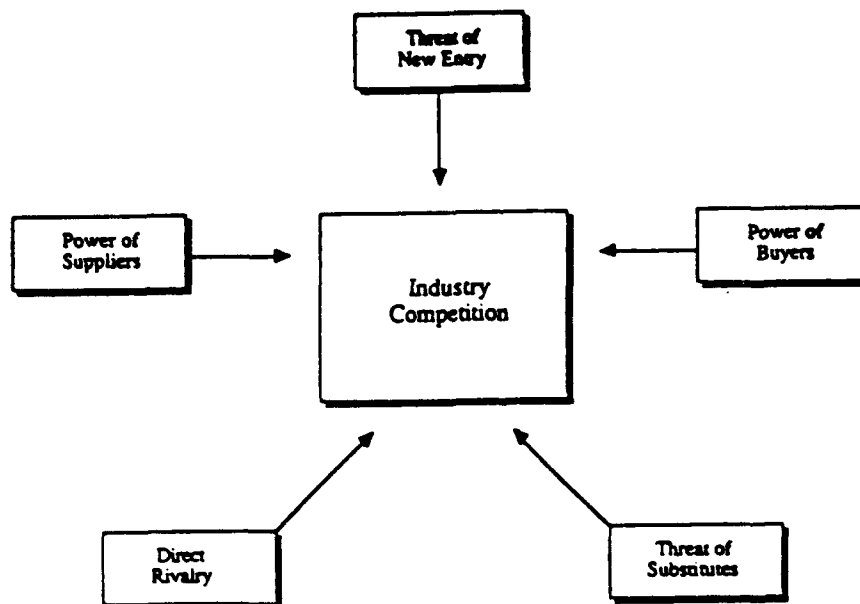 Threat of
New Entry
Power of
Suppliers
Industry
Competition
Power of
Buyers
Direct
Rivalry
Threat of
Substitutes